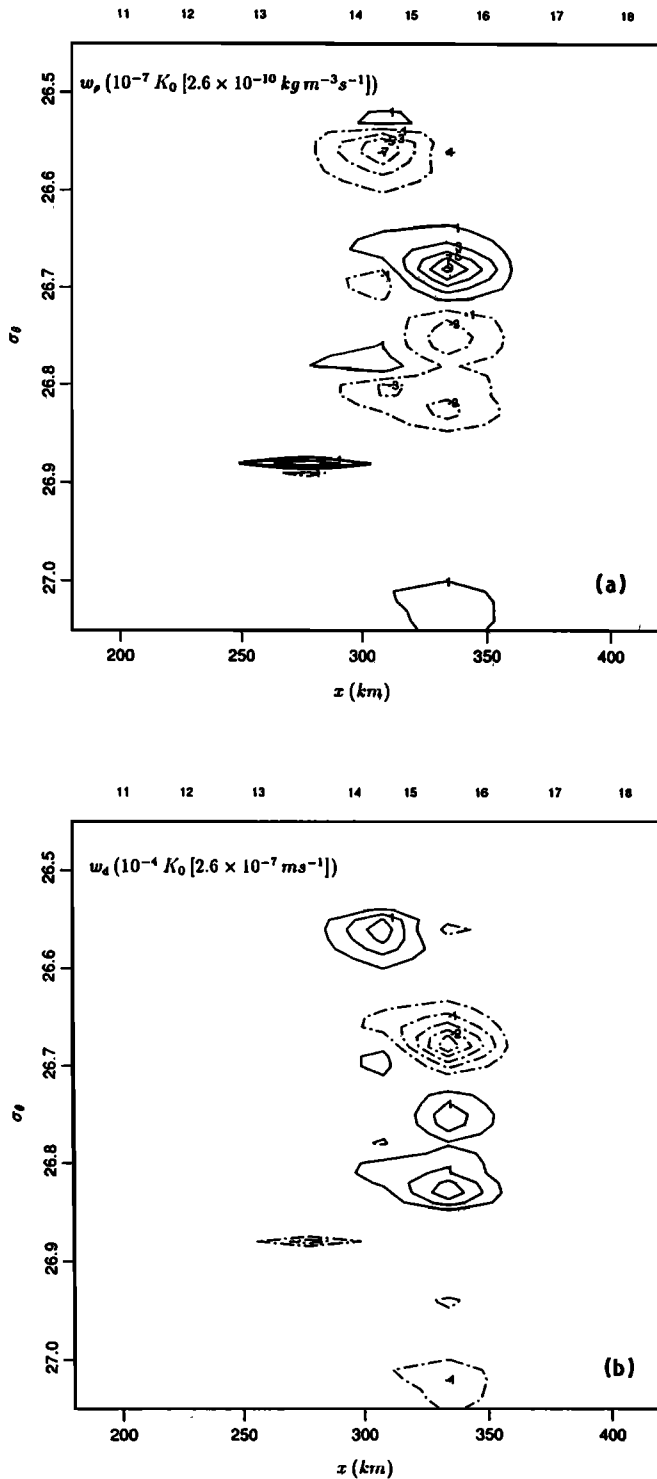 11 12 13 14 15 16 17 18
w_ρ (10^{-7} K_0 [2.6 × 10^{-10} kg m^{-3} s^{-1}])
26.5
26.6
26.7
26.8
26.9
27.0
σ_θ
(a)
200 250 300 350 400
x (km)
11 12 13 14 15 16 17 18
w_d (10^{-4} K_0 [2.6 × 10^{-7} ms^{-1}])
26.5
26.6
26.7
26.8
26.9
27.0
σ_θ
(b)
200 250 300 350 400
x (km)